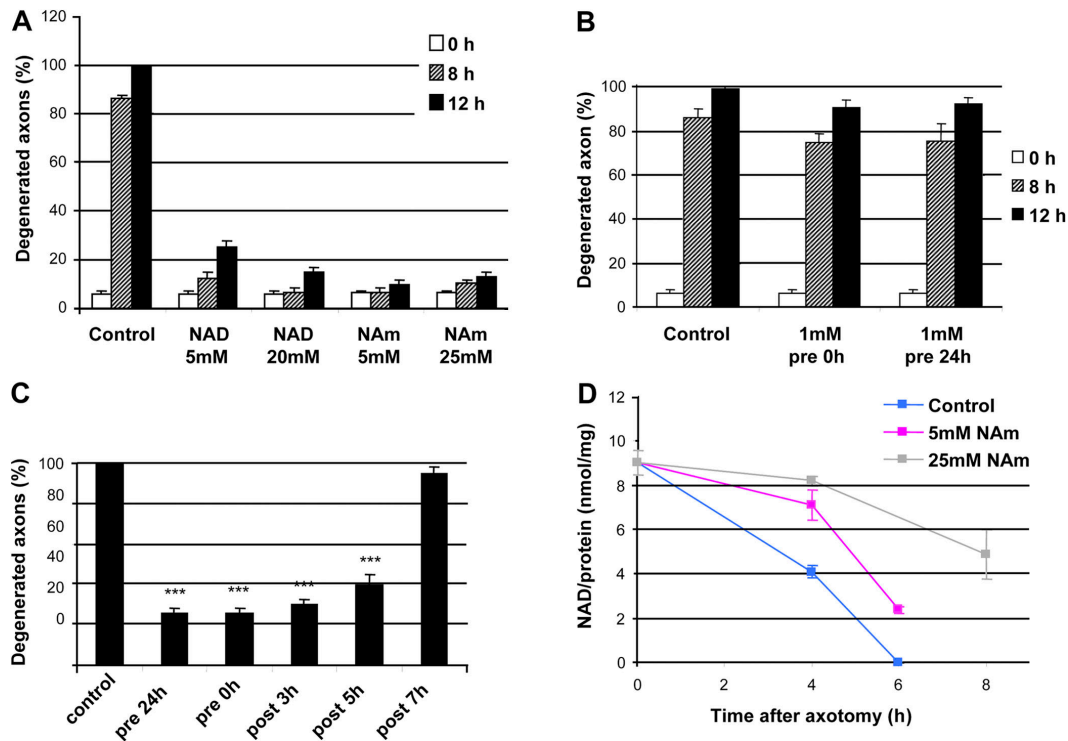 A
Degenerated axons (%)
120
100
80
60
40
20
0
0 h
8 h
12 h
Control
NAD 5mM
NAD 20mM
NAm 5mM
NAm 25mM
B
Degenerated axon (%)
100
80
60
40
20
0
0 h
8 h
12 h
Control
1mM pre 0h
1mM pre 24h
C
Degenerated axons (%)
100
80
60
40
20
0
***
***
***
***
control
pre 24h
pre 0h
post 3h
post 5h
post 7h
D
NAD/protein (nmol/mg)
12
10
8
6
4
2
0
Control
5mM NAm
25mM NAm
0
4
6
8
Time after axotomy (h)